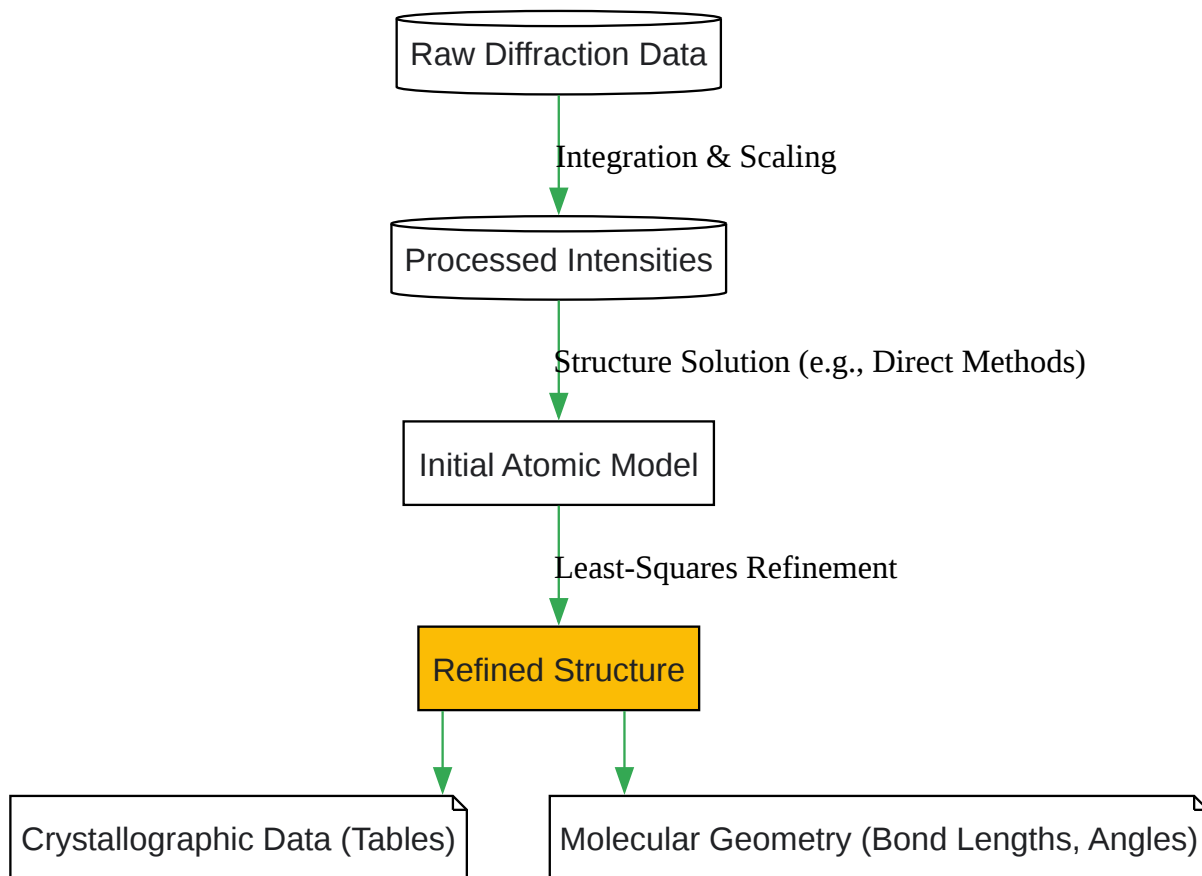 Raw Diffraction Data
Integration & Scaling
Processed Intensities
Structure Solution (e.g., Direct Methods)
Initial Atomic Model
Least-Squares Refinement
Refined Structure
Crystallographic Data (Tables)
Molecular Geometry (Bond Lengths, Angles)